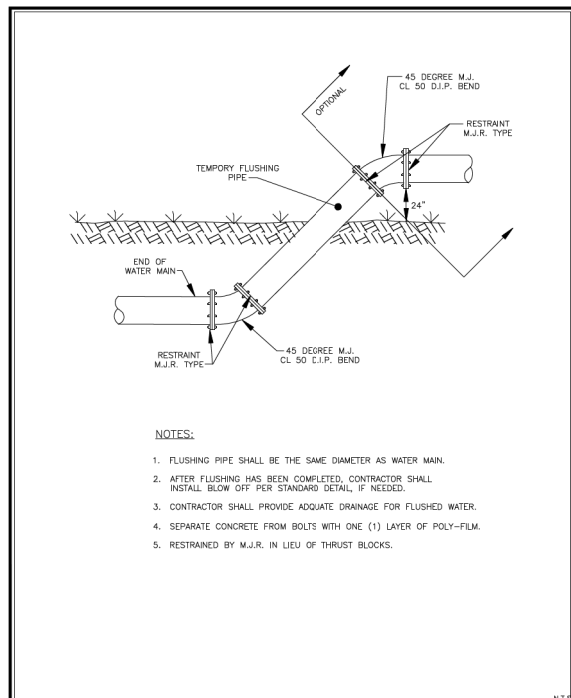 45 DEGREE M.J.
CL 50 D.I.P. BEND
OPTIONAL
RESTRAINT
M.J.R. TYPE
TEMPORY FLUSHING
PIPE
24"
END OF
WATER MAIN
RESTRAINT
M.J.R. TYPE
45 DEGREE M.J.
CL 50 D.I.P. BEND
NOTES:
1. FLUSHING PIPE SHALL BE THE SAME DIAMETER AS WATER MAIN.
2. AFTER FLUSHING HAS BEEN COMPLETED, CONTRACTOR SHALL
INSTALL BLOW OFF PER STANDARD DETAIL, IF NEEDED.
3. CONTRACTOR SHALL PROVIDE ADQUATE DRAINAGE FOR FLUSHED WATER.
4. SEPARATE CONCRETE FROM BOLTS WITH ONE (1) LAYER OF POLY-FILM.
5. RESTRAINED BY M.J.R. IN LIEU OF THRUST BLOCKS.